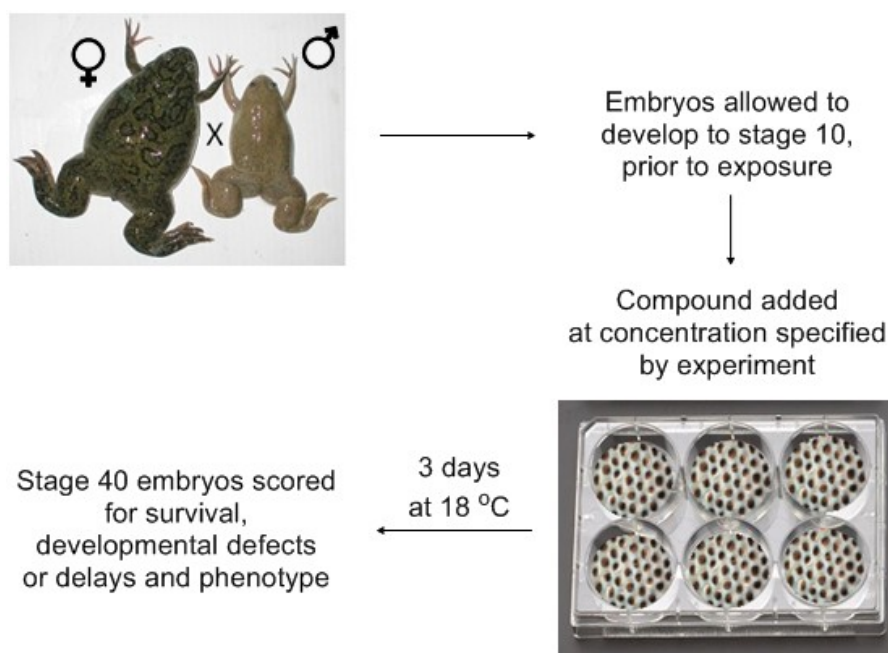 ♀
♂
X
Embryos allowed to
develop to stage 10,
prior to exposure
Compound added
at concentration specified
by experiment
3 days
at 18 °C
Stage 40 embryos scored
for survival,
developmental defects
or delays and phenotype